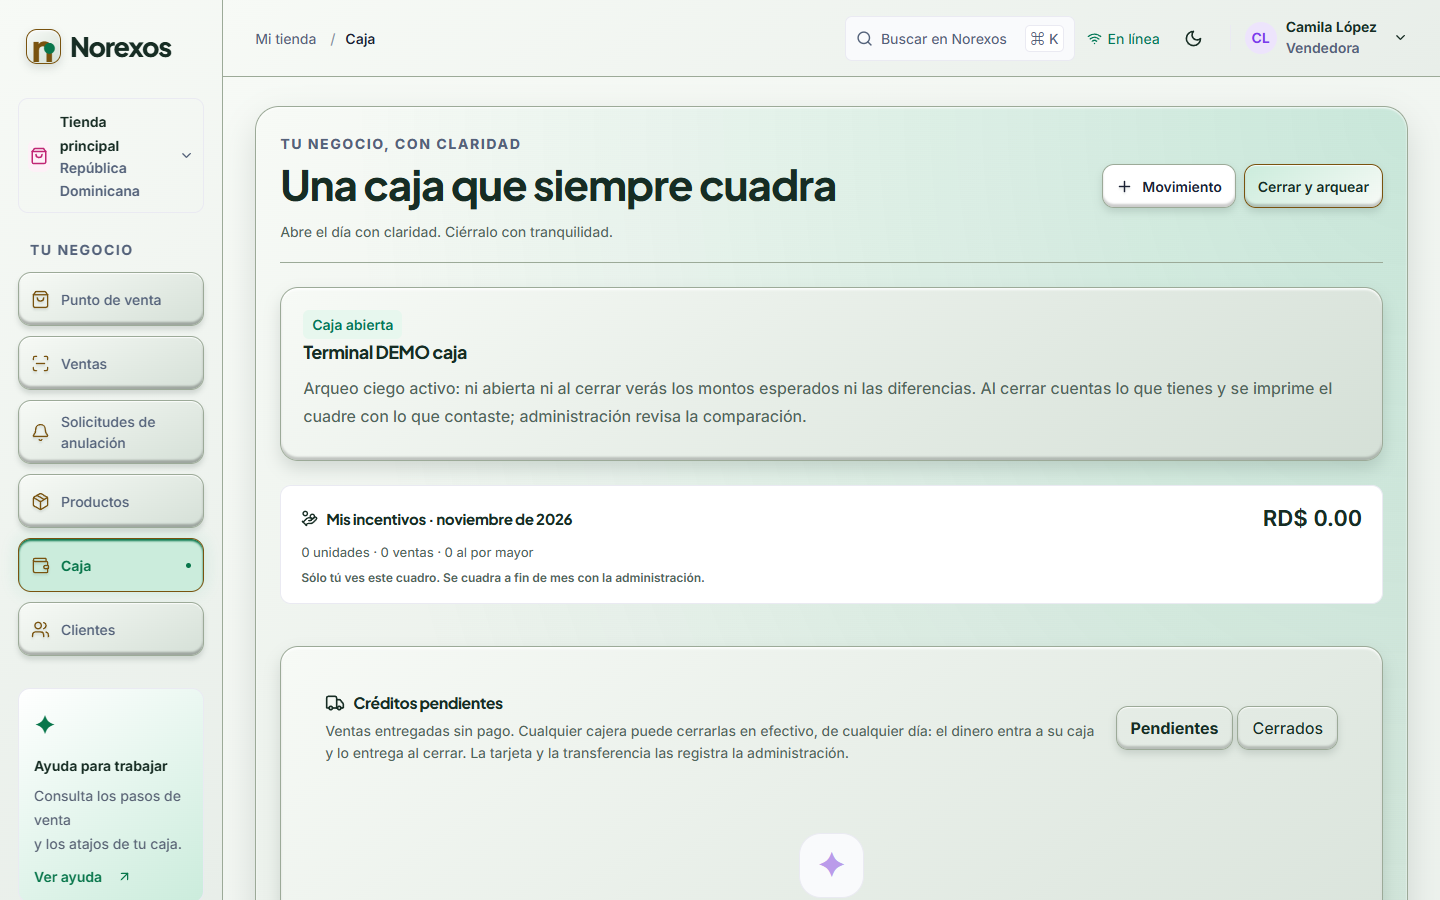 Norexos
Mi tienda / Caja
Buscar en Norexos ⌘ K
En línea
CL
Camila López
Vendedora
Tienda
principal
República
Dominicana
TU NEGOCIO
Punto de venta
Ventas
Solicitudes de
anulación
Productos
Caja
Clientes
Ayuda para trabajar
Consulta los pasos de
venta
y los atajos de tu caja.
Ver ayuda
TU NEGOCIO, CON CLARIDAD
Una caja que siempre cuadra
Abre el día con claridad. Ciérralo con tranquilidad.
Movimiento
Cerrar y arquear
Caja abierta
Terminal DEMO caja
Arqueo ciego activo: ni abierta ni al cerrar verás los montos esperados ni las diferencias. Al cerrar cuentas lo que tienes y se imprime el
cuadre con lo que contaste; administración revisa la comparación.
Mis incentivos · noviembre de 2026
RD$ 0.00
0 unidades · 0 ventas · 0 al por mayor
Sólo tú ves este cuadro. Se cuadra a fin de mes con la administración.
Créditos pendientes
Ventas entregadas sin pago. Cualquier cajera puede cerrarlas en efectivo, de cualquier día: el dinero entra a su caja
y lo entrega al cerrar. La tarjeta y la transferencia las registra la administración.
Pendientes
Cerrados